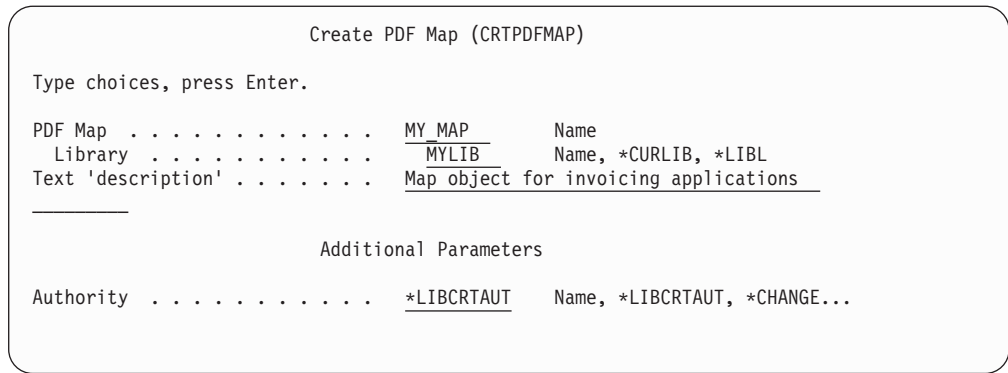 Create PDF Map (CRTPDFMAP)
Type choices, press Enter.
PDF Map . . . . . . . . . . . . MY_MAP Name
Library . . . . . . . . . . . MYLIB Name, *CURLIB, *LIBL
Text 'description' . . . . . . . Map object for invoicing applications
Additional Parameters
Authority . . . . . . . . . . . *LIBCRTAUT Name, *LIBCRTAUT, *CHANGE...